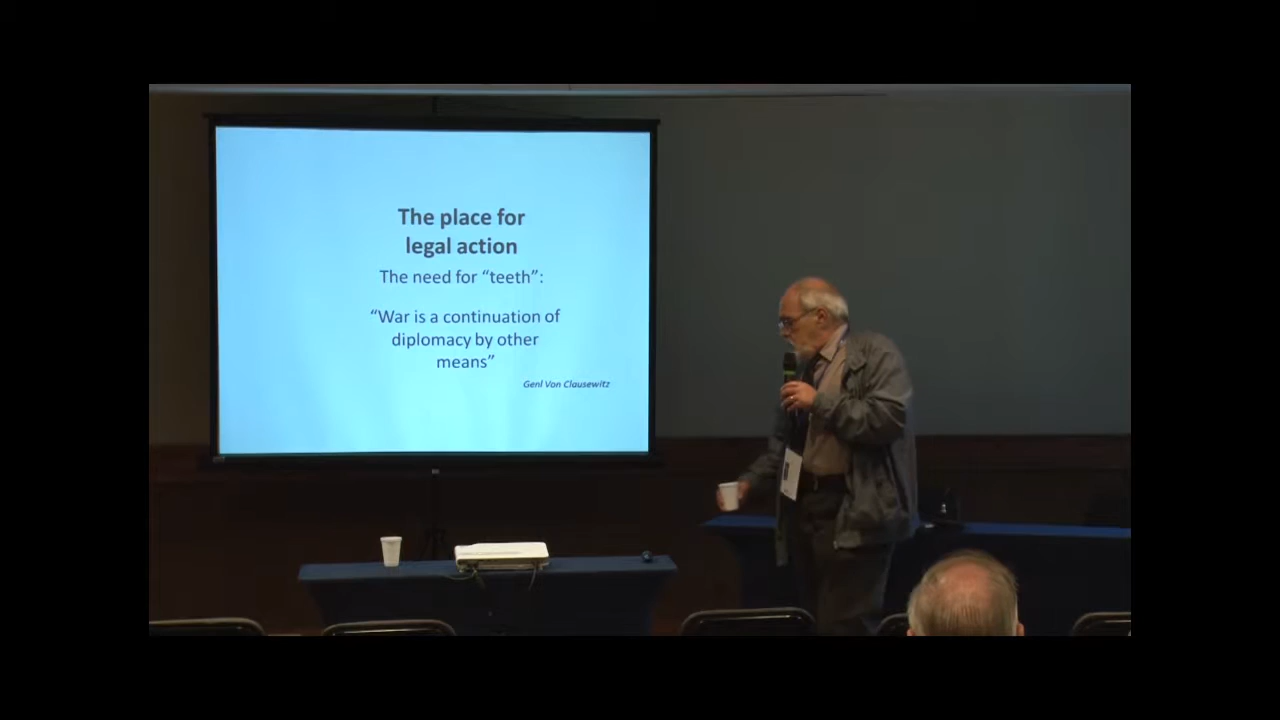 The place for
legal action
The need for “teeth”:
“War is a continuation of
diplomacy by other
means”
Genl Von Clausewitz